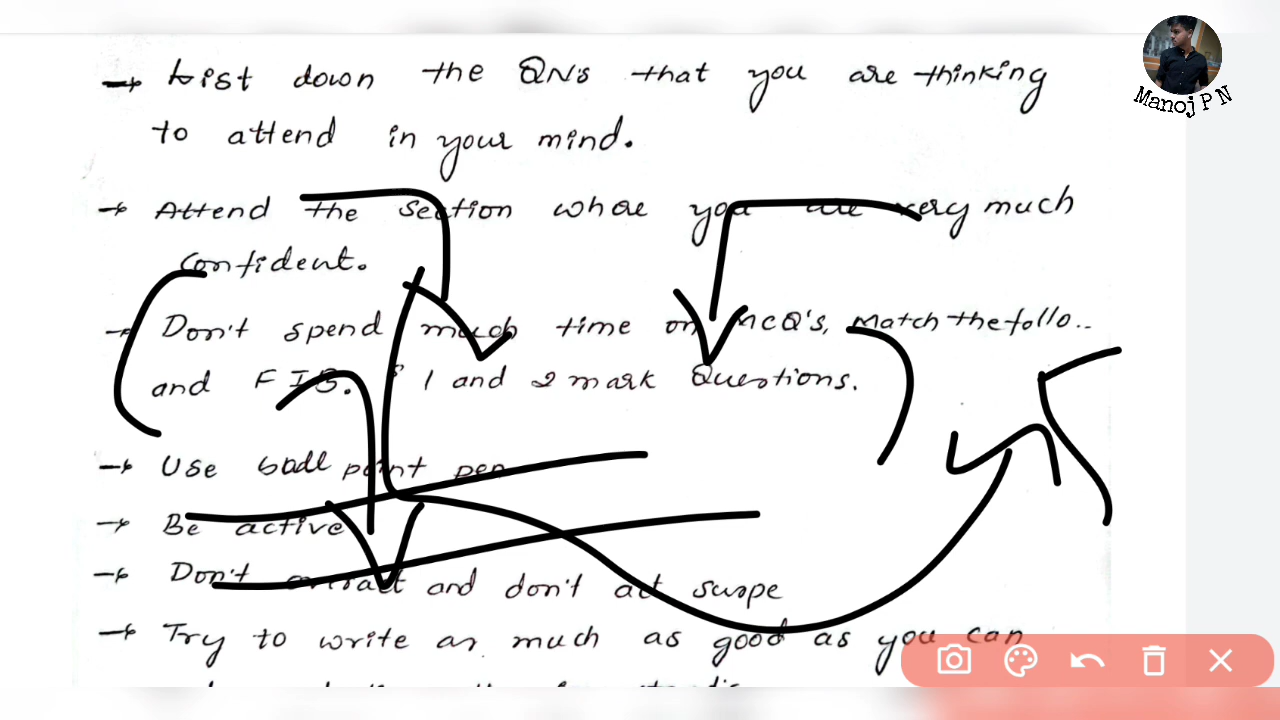 → List down the QNs that you are thinking
to attend in your mind.
→ Attend the section where you are very much
confident.
→ Don't spend much time on MCQ's, Match the follo..
and FIB. 1 and 2 mark Questions.
→ Use ball point pen
→ Be active
→ Don't and don't
→ Try to write as much as good as you can
Manoj P N